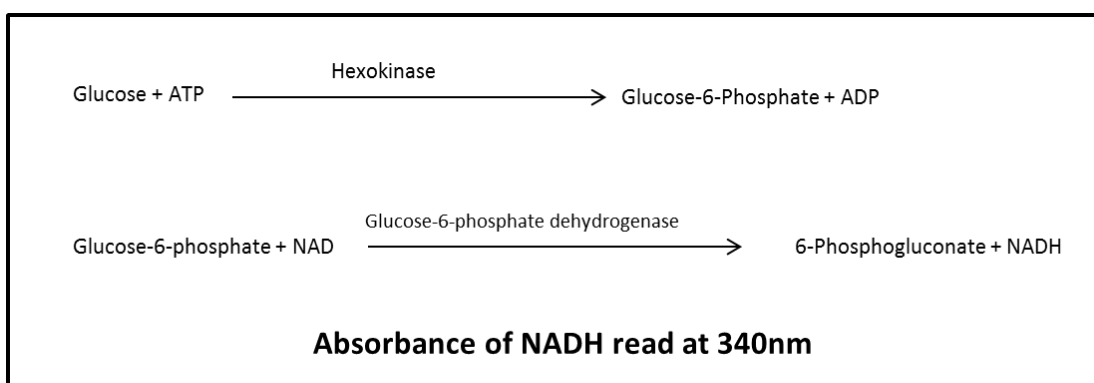 Hexokinase
Glucose + ATP Glucose-6-Phosphate + ADP
Glucose-6-phosphate dehydrogenase
Glucose-6-phosphate + NAD 6-Phosphogluconate + NADH
Absorbance of NADH read at 340nm